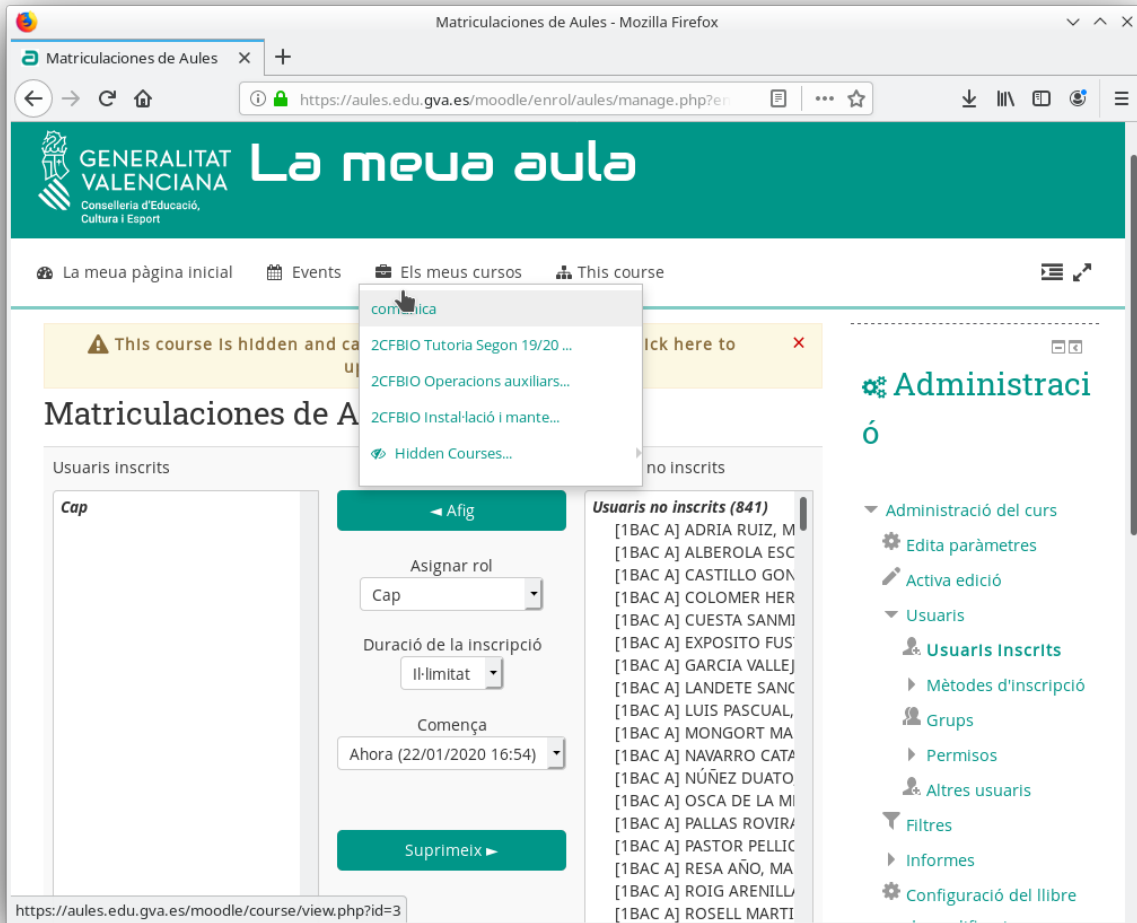 Matriculaciones de Aules - Mozilla Firefox
Matriculaciones de Aules
https://aules.edu.gva.es/moodle/enrol/aules/manage.php?en
GENERALITAT
VALENCIANA
Conselleria d'Educació,
Cultura i Esport
La meua aula
La meua pàgina inicial
Events
Els meus cursos
This course
comunica
2CFBIO Tutoria Segon 19/20 ...
2CFBIO Operacions auxiliars...
2CFBIO Instal·lació i mante...
Hidden Courses...
This course is hidden and ca
ick here to
Matriculaciones de A
Usuaris inscrits
no inscrits
Cap
◄ Afig
Asignar rol
Cap
Duració de la inscripció
Il·limitat
Comença
Ahora (22/01/2020 16:54)
Suprimeix ►
Usuaris no inscrits (841)
[1BAC A] ADRIA RUIZ, M
[1BAC A] ALBEROLA ESC
[1BAC A] CASTILLO GON
[1BAC A] COLOMER HER
[1BAC A] CUESTA SANMI
[1BAC A] EXPOSITO FUS
[1BAC A] GARCIA VALLEJ
[1BAC A] LANDETE SANC
[1BAC A] LUIS PASCUAL,
[1BAC A] MONGORT MA
[1BAC A] NAVARRO CATA
[1BAC A] NÚÑEZ DUATO,
[1BAC A] OSCA DE LA MI
[1BAC A] PALLAS ROVIRA
[1BAC A] PASTOR PELLIC
[1BAC A] RESA AÑO, MA
[1BAC A] ROIG ARENILLA
[1BAC A] ROSELL MARTI
Administraci
ó
Administració del curs
Edita paràmetres
Activa edició
Usuaris
Usuaris inscrits
Mètodes d'inscripció
Grups
Permisos
Altres usuaris
Filtres
Informes
Configuració del llibre
https://aules.edu.gva.es/moodle/course/view.php?id=3